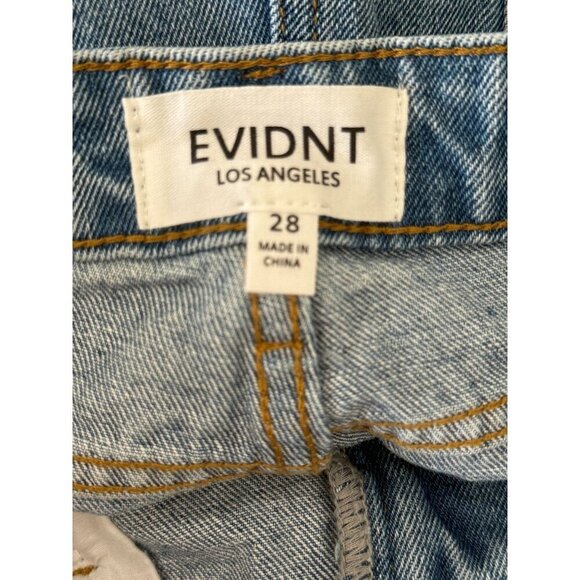 EVIDNT
LOS ANGELES
28
MADE IN
CHINA